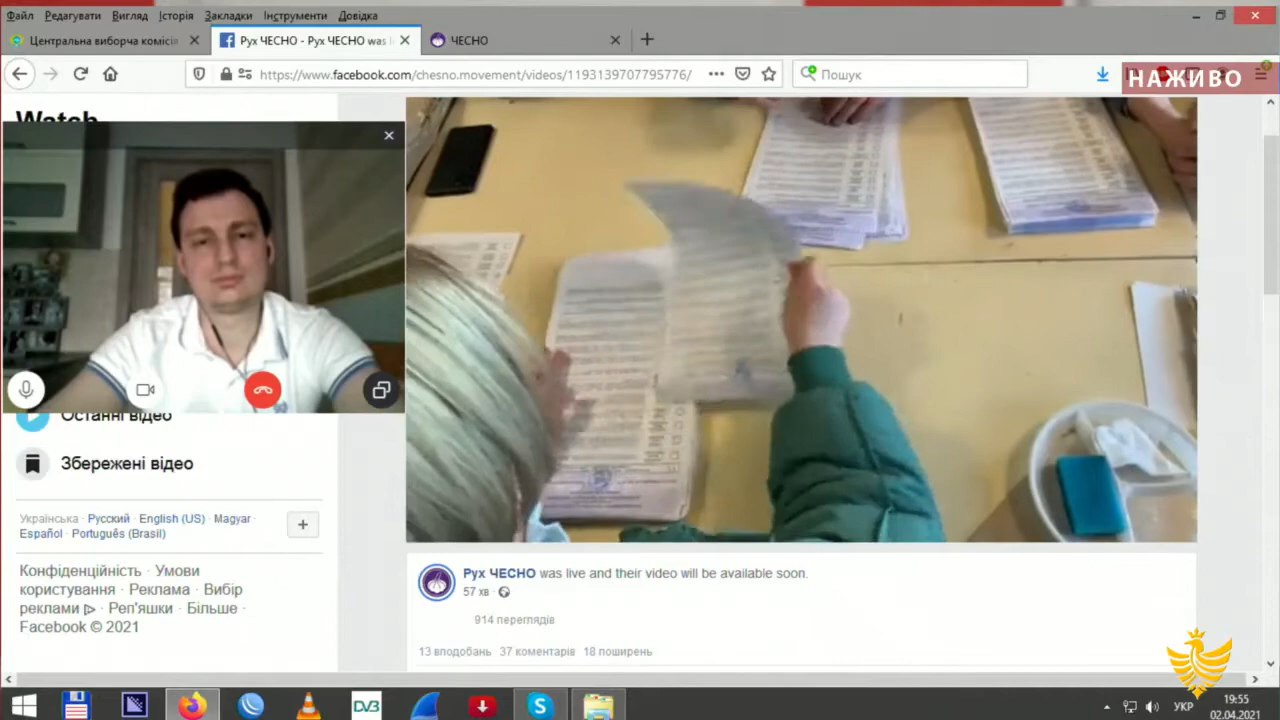 Файл Редагувати Вигляд Історія Закладки Інструменти Довідка
Центральна виборча комісія
Рух ЧЕСНО - Рух ЧЕСНО was l
ЧЕСНО
https://www.facebook.com/chesno.movement/videos/1193139707795776/
Пошук
НАЖИВО
Watch
Останні відео
Збережені відео
Українська · Русский · English (US) · Magyar ·
Español · Português (Brasil)
Конфіденційність · Умови
користування · Реклама · Вибір
реклами · Реп'яшки · Більше ·
Facebook © 2021
Рух ЧЕСНО was live and their video will be available soon.
57 хв ·
914 переглядів
13 вподобань 37 коментарів 18 поширень
DVB
УКР
19:55
02.04.2021